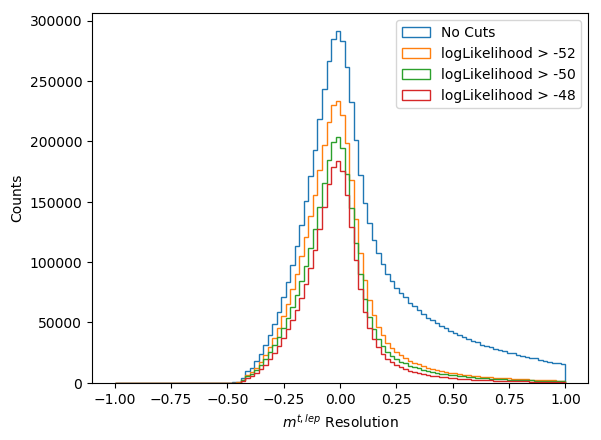 300000
250000
200000
150000
100000
50000
0
Counts
No Cuts
logLikelihood > -52
logLikelihood > -50
logLikelihood > -48
−1.00 −0.75 −0.50 −0.25 0.00 0.25 0.50 0.75 1.00
m^{t, lep} Resolution